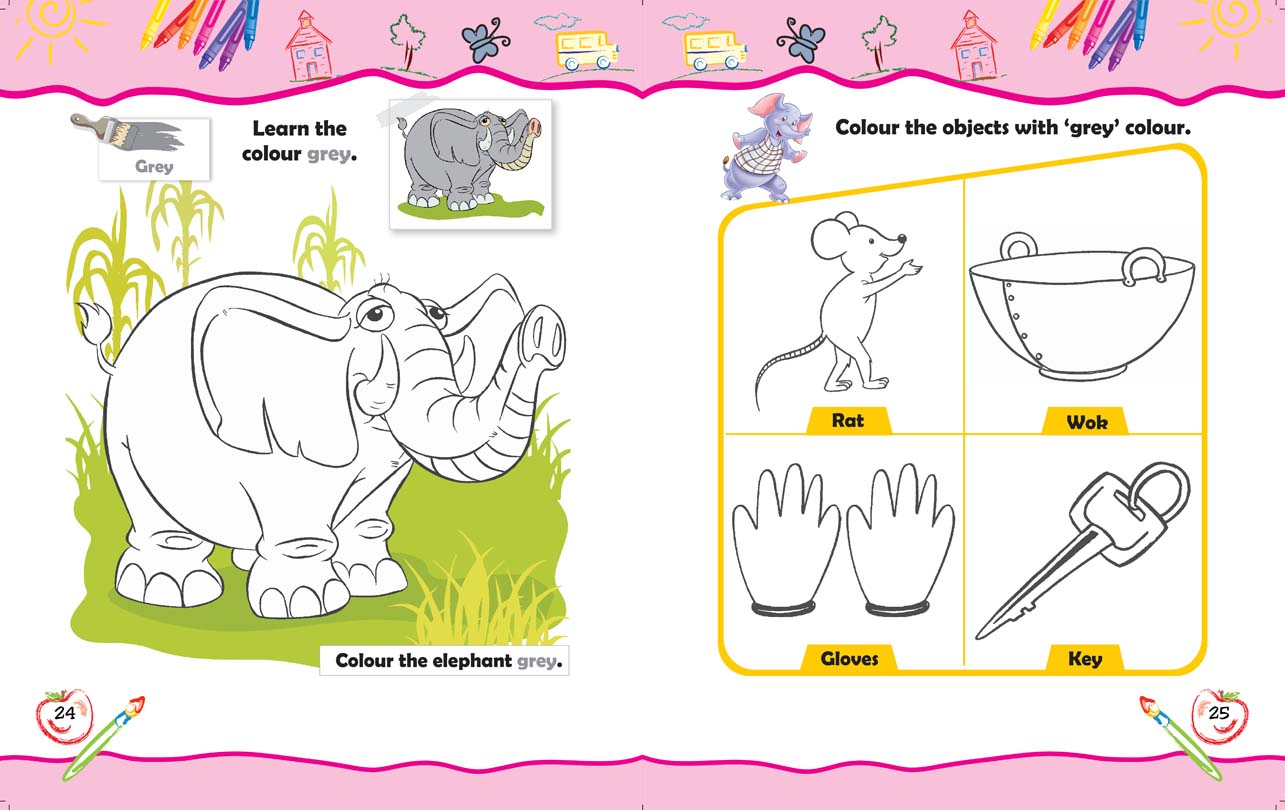 Grey
Learn the
colour grey.
Colour the elephant grey.
24
Colour the objects with ‘grey’ colour.
Rat
Wok
Gloves
Key
25